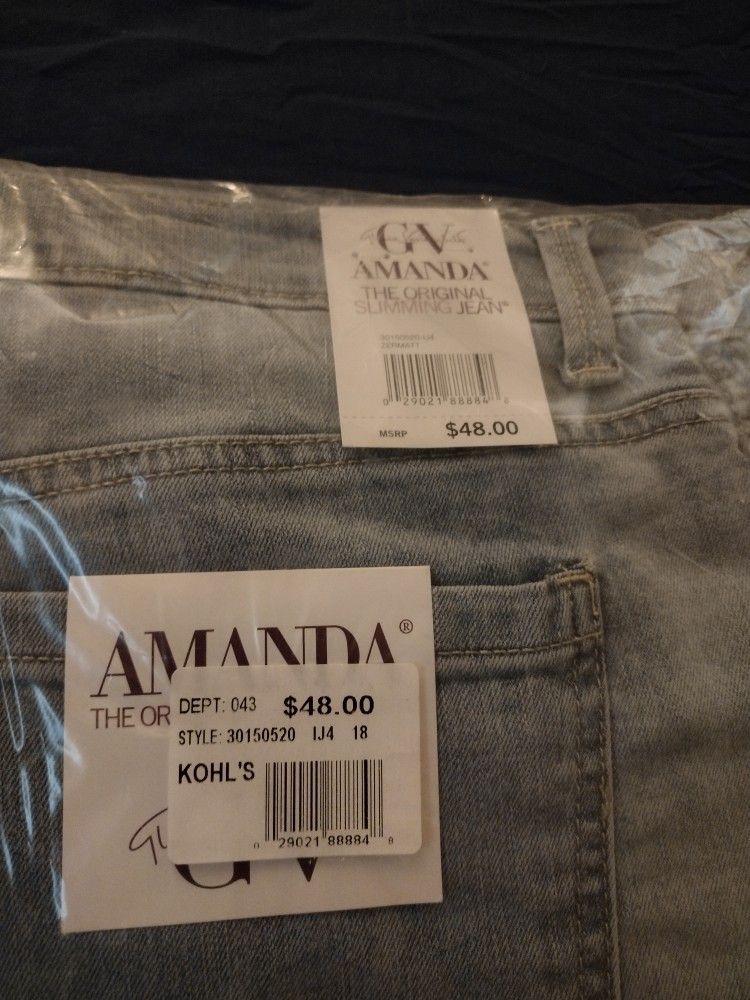 GV
AMANDA®
THE ORIGINAL
SLIMMING JEAN®
30150520-IJ4
ZERMATT
0 29021 88884 8
MSRP $48.00
AMANDA®
THE OR
DEPT: 043 $48.00
STYLE: 30150520 IJ4 18
KOHL'S
0 29021 88884 8
GV